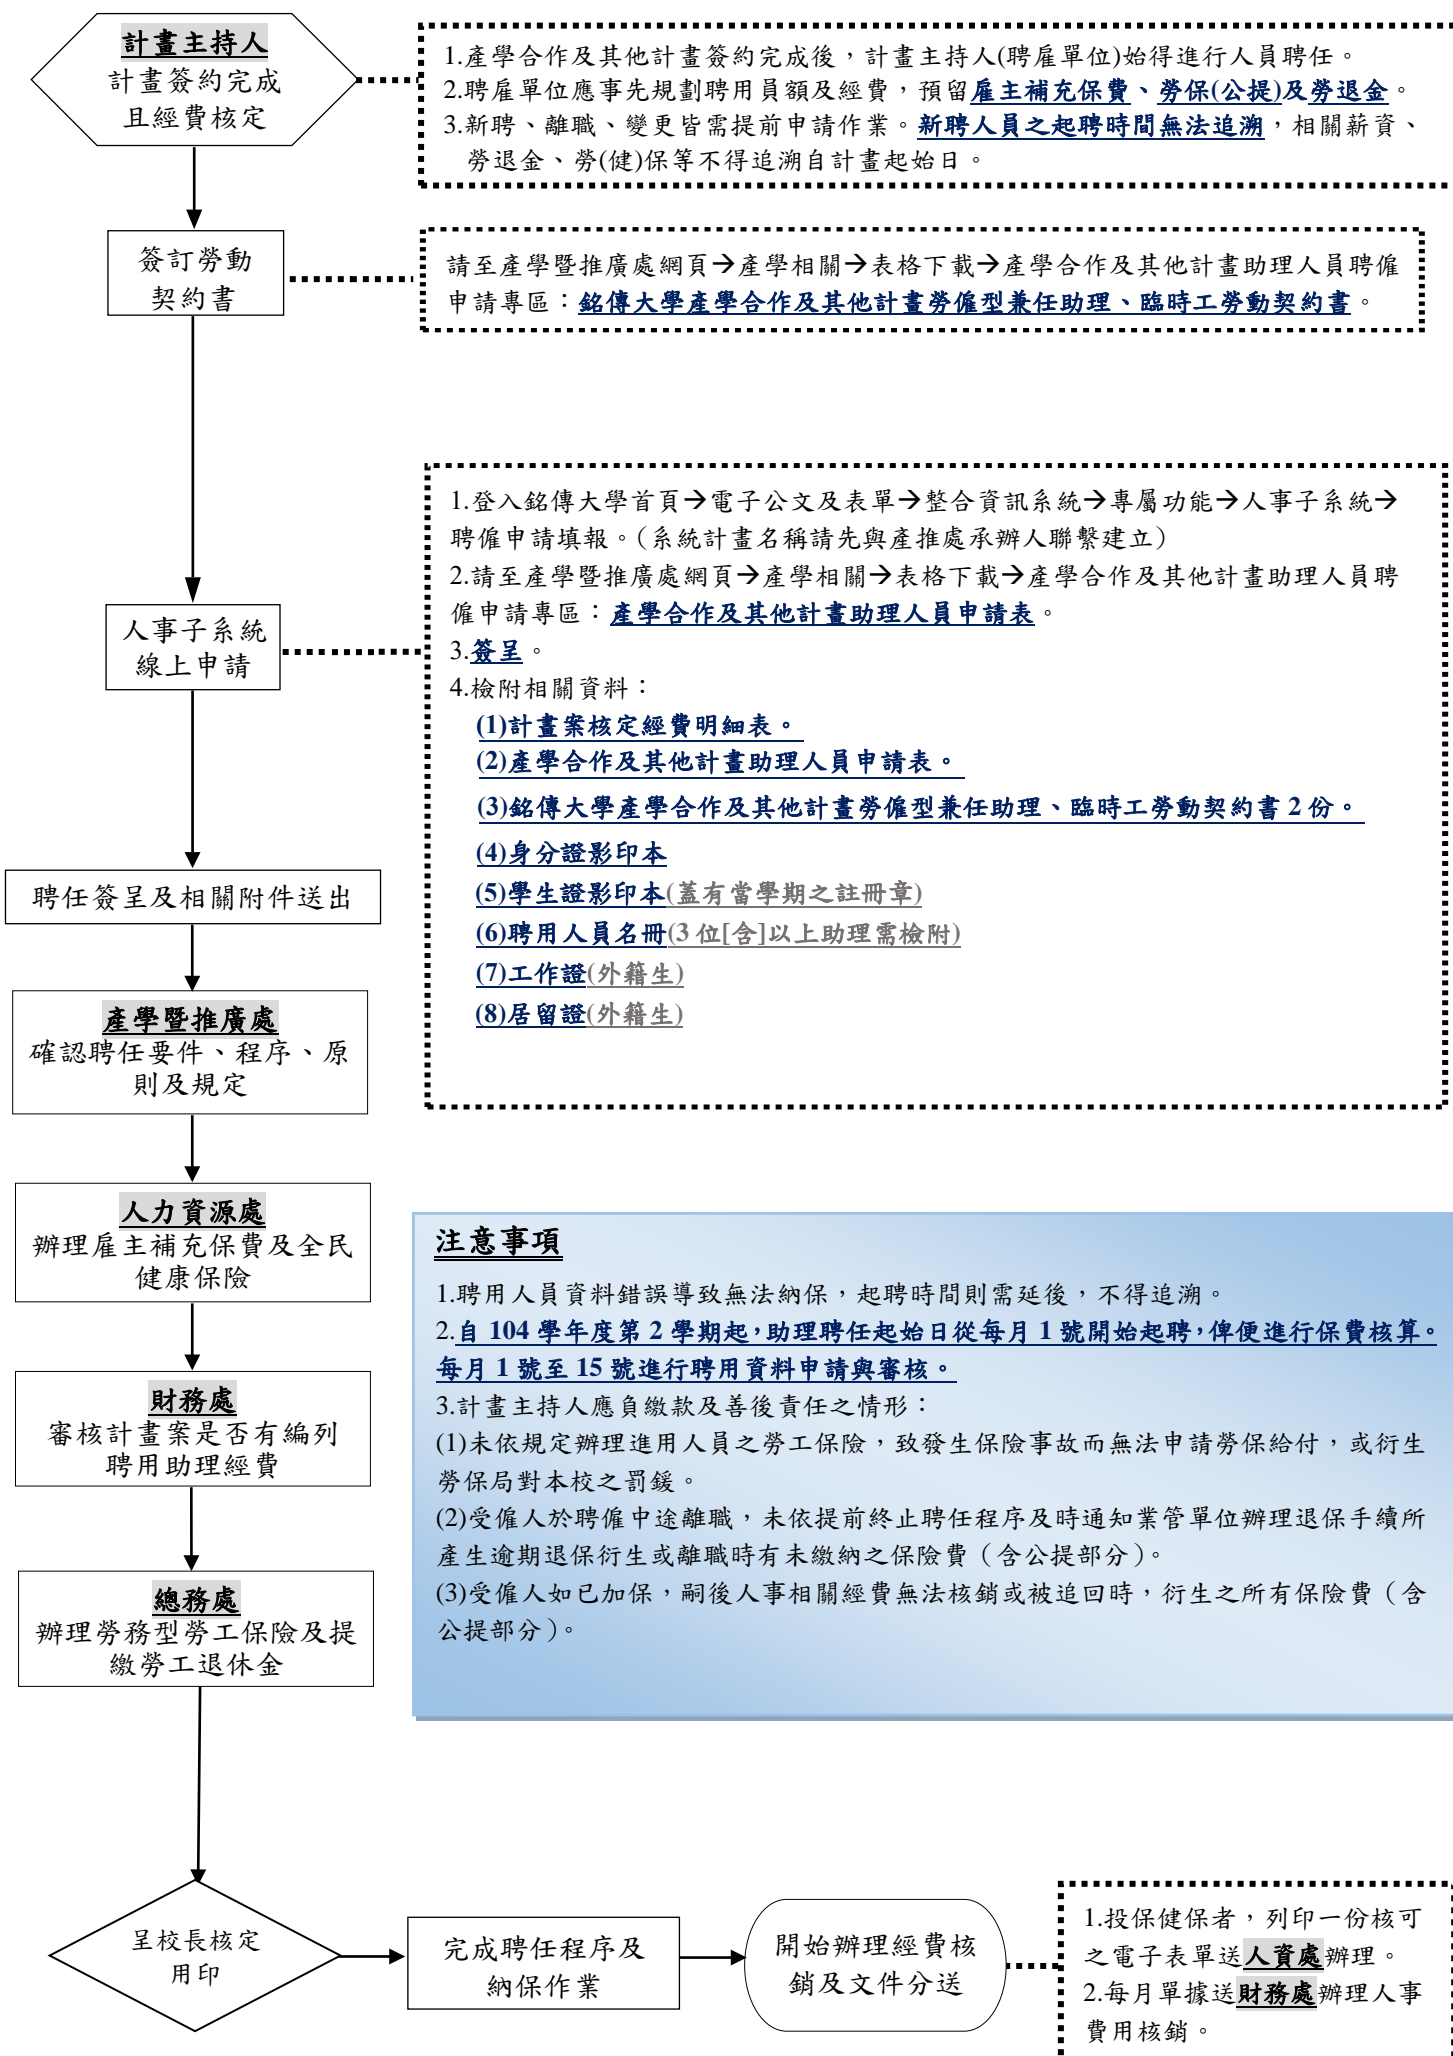 計畫主持人
計畫簽約完成
且經費核定
1.產學合作及其他計畫簽約完成後，計畫主持人(聘雇單位)始得進行人員聘任。
2.聘雇單位應事先規劃聘用員額及經費，預留雇主補充保費、勞保(公提)及勞退金。
3.新聘、離職、變更皆需提前申請作業。新聘人員之起聘時間無法追溯，相關薪資、
勞退金、勞(健)保等不得追溯自計畫起始日。
簽訂勞動
契約書
請至產學暨推廣處網頁→產學相關→表格下載→產學合作及其他計畫助理人員聘僱
申請專區：銘傳大學產學合作及其他計畫勞僱型兼任助理、臨時工勞動契約書。
人事子系統
線上申請
1.登入銘傳大學首頁→電子公文及表單→整合資訊系統→專屬功能→人事子系統→
聘僱申請填報。(系統計畫名稱請先與產推處承辦人聯繫建立)
2.請至產學暨推廣處網頁→產學相關→表格下載→產學合作及其他計畫助理人員聘
僱申請專區：產學合作及其他計畫助理人員申請表。
3.簽呈。
4.檢附相關資料：
(1)計畫案核定經費明細表。
(2)產學合作及其他計畫助理人員申請表。
(3)銘傳大學產學合作及其他計畫勞僱型兼任助理、臨時工勞動契約書 2 份。
(4)身分證影印本
(5)學生證影印本(蓋有當學期之註冊章)
(6)聘用人員名冊(3 位[含]以上助理需檢附)
(7)工作證(外籍生)
(8)居留證(外籍生)
聘任簽呈及相關附件送出
產學暨推廣處
確認聘任要件、程序、原
則及規定
人力資源處
辦理雇主補充保費及全民
健康保險
財務處
審核計畫案是否有編列
聘用助理經費
總務處
辦理勞務型勞工保險及提
繳勞工退休金
注意事項
1.聘用人員資料錯誤導致無法納保，起聘時間則需延後，不得追溯。
2.自 104 學年度第 2 學期起，助理聘任起始日從每月 1 號開始起聘，俾便進行保費核算。
每月 1 號至 15 號進行聘用資料申請與審核。
3.計畫主持人應負繳款及善後責任之情形：
(1)未依規定辦理進用人員之勞工保險，致發生保險事故而無法申請勞保給付，或衍生
勞保局對本校之罰鍰。
(2)受僱人於聘僱中途離職，未依提前終止聘任程序及時通知業管單位辦理退保手續所
產生逾期退保衍生或離職時有未繳納之保險費（含公提部分）。
(3)受僱人如已加保，嗣後人事相關經費無法核銷或被追回時，衍生之所有保險費（含
公提部分）。
呈校長核定
用印
完成聘任程序及
納保作業
開始辦理經費核
銷及文件分送
1.投保健保者，列印一份核可
之電子表單送人資處辦理。
2.每月單據送財務處辦理人事
費用核銷。